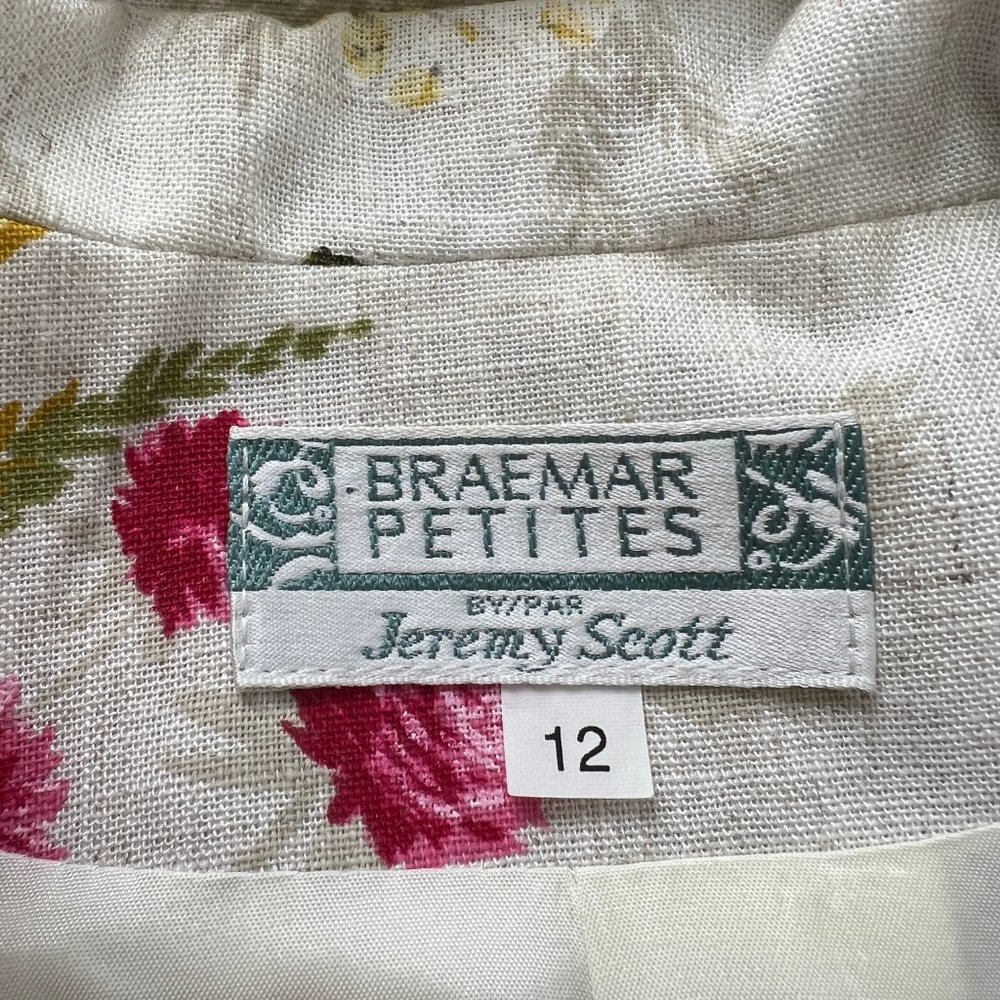 BRAEMAR
PETITES
BY/PAR
Jeremy Scott
12